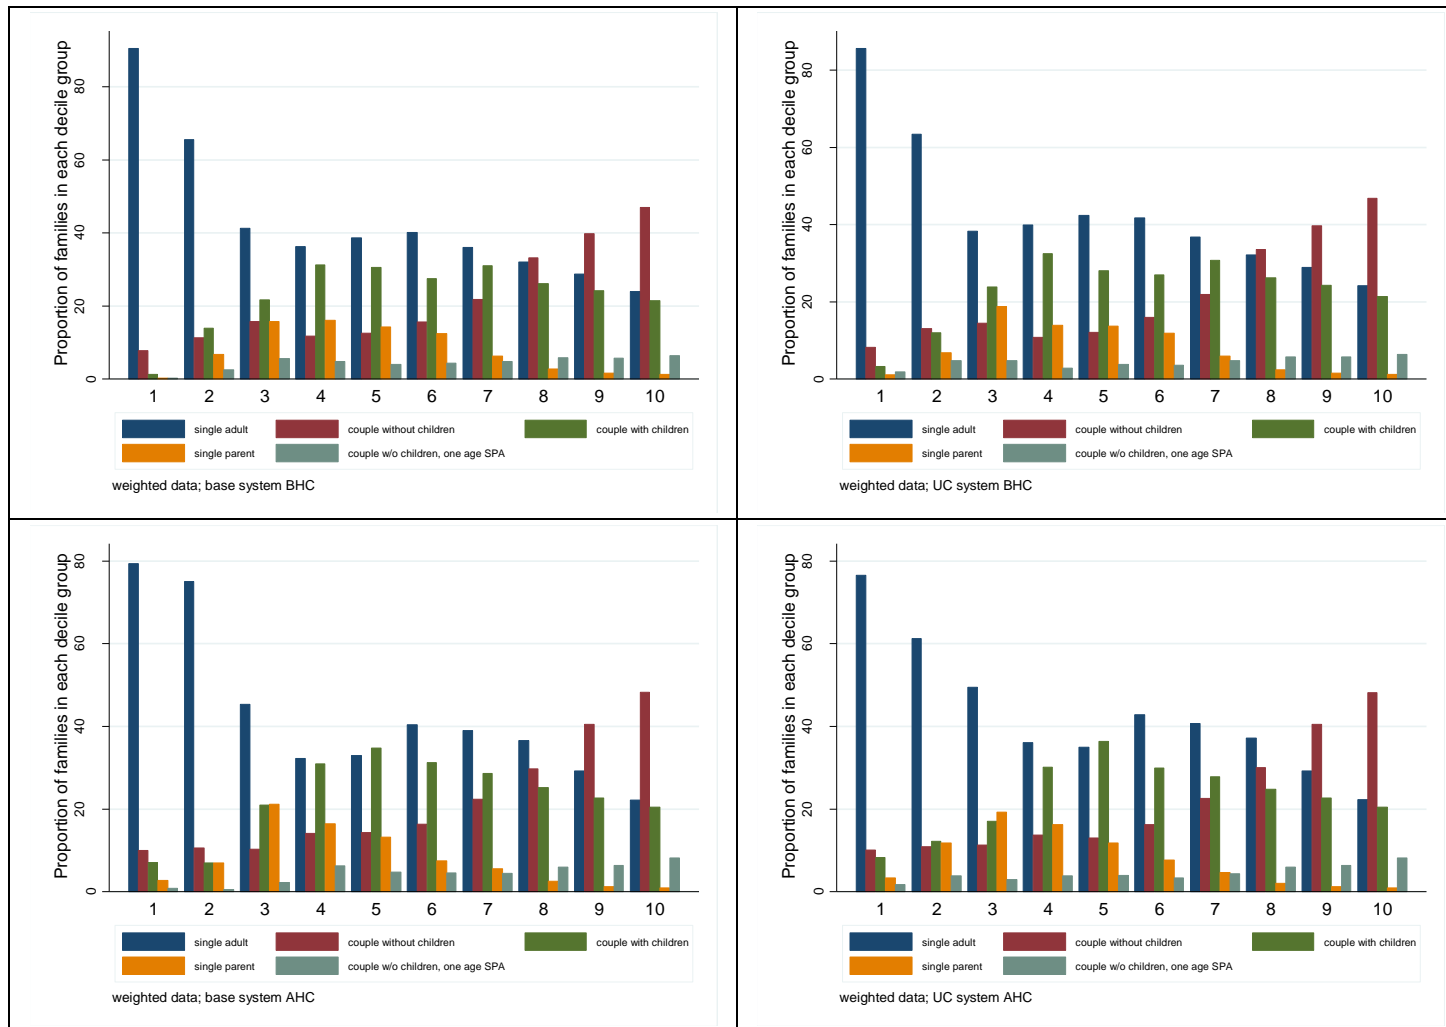 Proportion of families in each decile group
0 20 40 60 80
1 2 3 4 5 6 7 8 9 10
single adult couple without children couple with children
single parent couple w/o children, one age SPA
weighted data; base system BHC
Proportion of families in each decile group
0 20 40 60 80
1 2 3 4 5 6 7 8 9 10
single adult couple without children couple with children
single parent couple w/o children, one age SPA
weighted data; UC system BHC
Proportion of families in each decile group
0 20 40 60 80
1 2 3 4 5 6 7 8 9 10
single adult couple without children couple with children
single parent couple w/o children, one age SPA
weighted data; base system AHC
Proportion of families in each decile group
0 20 40 60 80
1 2 3 4 5 6 7 8 9 10
single adult couple without children couple with children
single parent couple w/o children, one age SPA
weighted data; UC system AHC